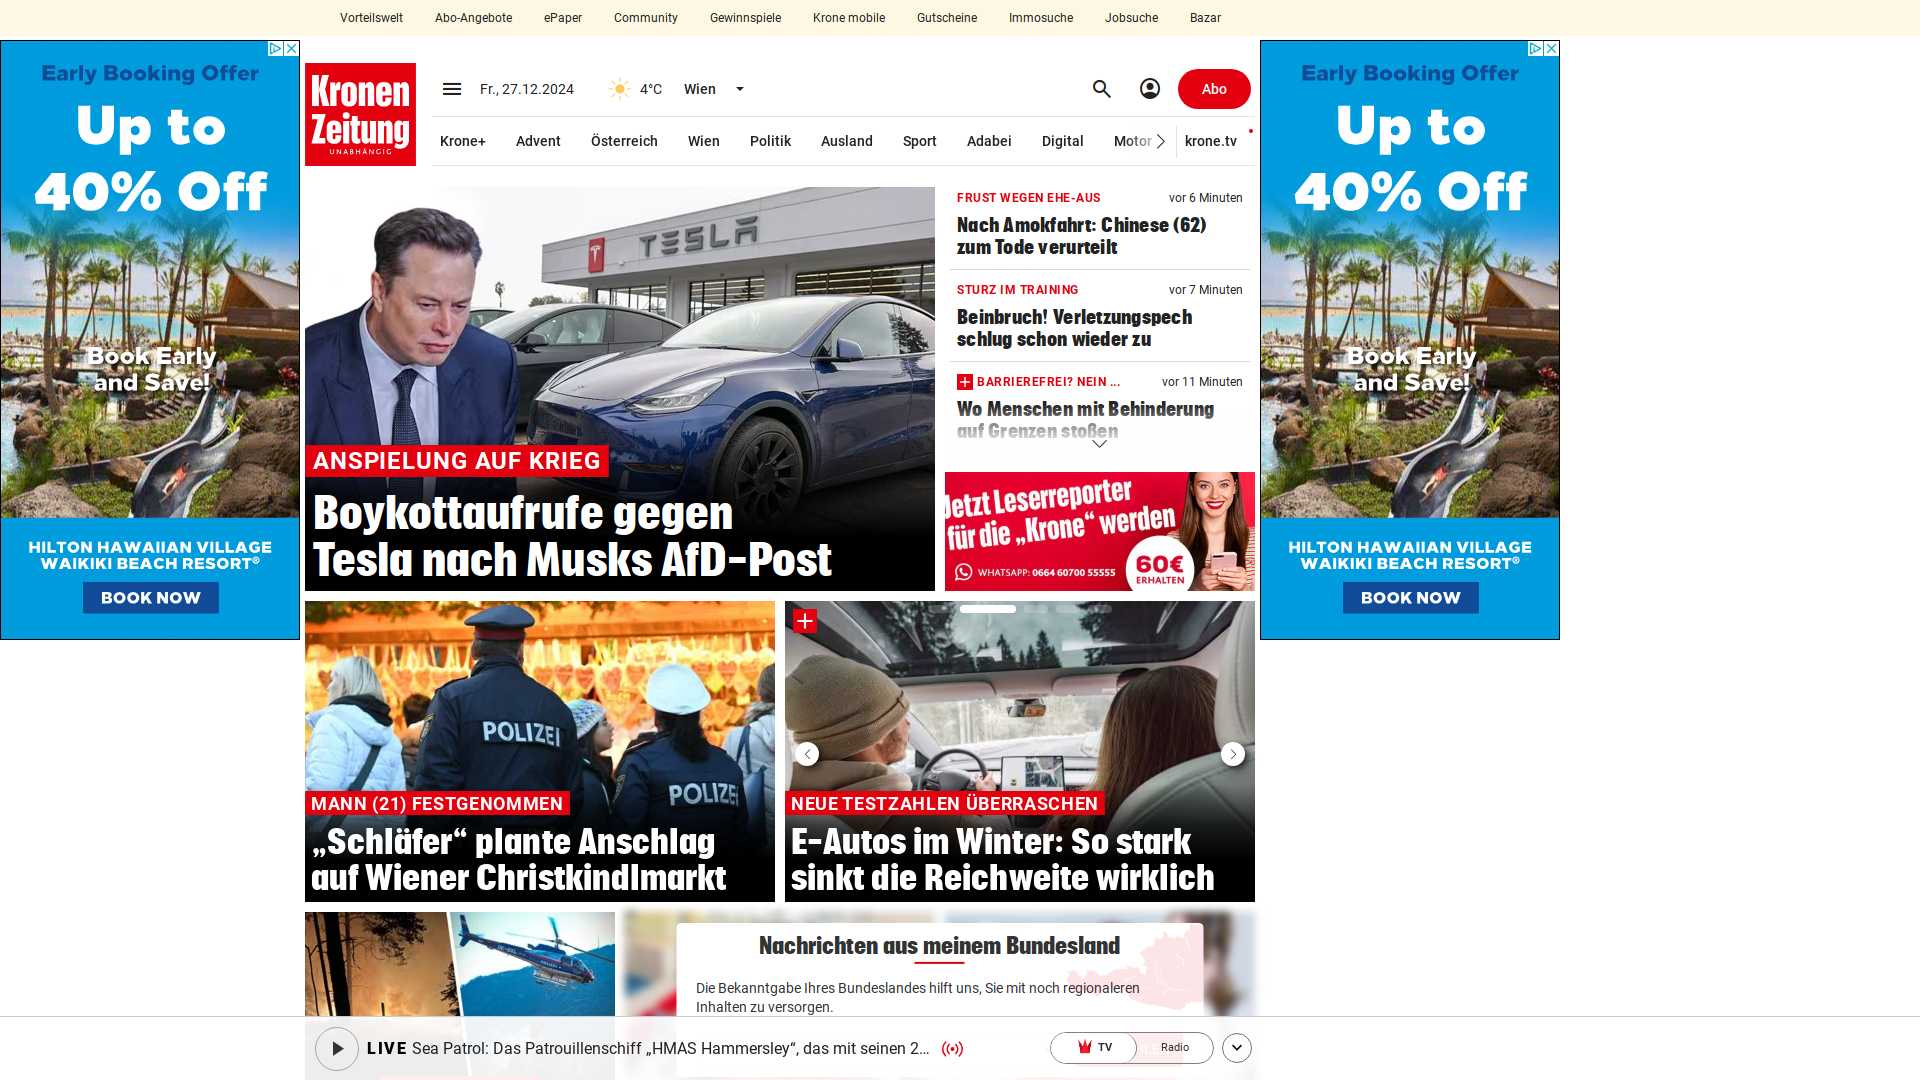 Vorteilswelt
Abo-Angebote
ePaper
Community
Gewinnspiele
Krone mobile
Gutscheine
Immosuche
Jobsuche
Bazar
Early Booking Offer
Up to
40% Off
Book Early
and Save!
HILTON HAWAIIAN VILLAGE
WAIKIKI BEACH RESORT®
BOOK NOW
Kronen
Zeitung
UNABHÄNGIG
Fr., 27.12.2024
4°C
Wien
Abo
Krone+
Advent
Österreich
Wien
Politik
Ausland
Sport
Adabei
Digital
Motor
krone.tv
TESLA
ANSPIELUNG AUF KRIEG
Boykottaufrufe gegen
Tesla nach Musks AfD-Post
FRUST WEGEN EHE-AUS
vor 6 Minuten
Nach Amokfahrt: Chinese (62)
zum Tode verurteilt
STURZ IM TRAINING
vor 7 Minuten
Beinbruch! Verletzungspech
schlug schon wieder zu
BARRIEREFREI? NEIN ...
vor 11 Minuten
Wo Menschen mit Behinderung
auf Grenzen stoßen
Jetzt Leserreporter
für die „Krone“ werden
WHATSAPP: 0664 60700 55555
60€
ERHALTEN
Early Booking Offer
Up to
40% Off
Book Early
and Save!
HILTON HAWAIIAN VILLAGE
WAIKIKI BEACH RESORT®
BOOK NOW
POLIZEI
POLIZEI
MANN (21) FESTGENOMMEN
„Schläfer“ plante Anschlag
auf Wiener Christkindlmarkt
NEUE TESTZAHLEN ÜBERRASCHEN
E-Autos im Winter: So stark
sinkt die Reichweite wirklich
Nachrichten aus meinem Bundesland
Die Bekanntgabe Ihres Bundeslandes hilft uns, Sie mit noch regionaleren
Inhalten zu versorgen.
LIVE Sea Patrol: Das Patrouillenschiff „HMAS Hammersley“, das mit seinen 2...
TV
Radio